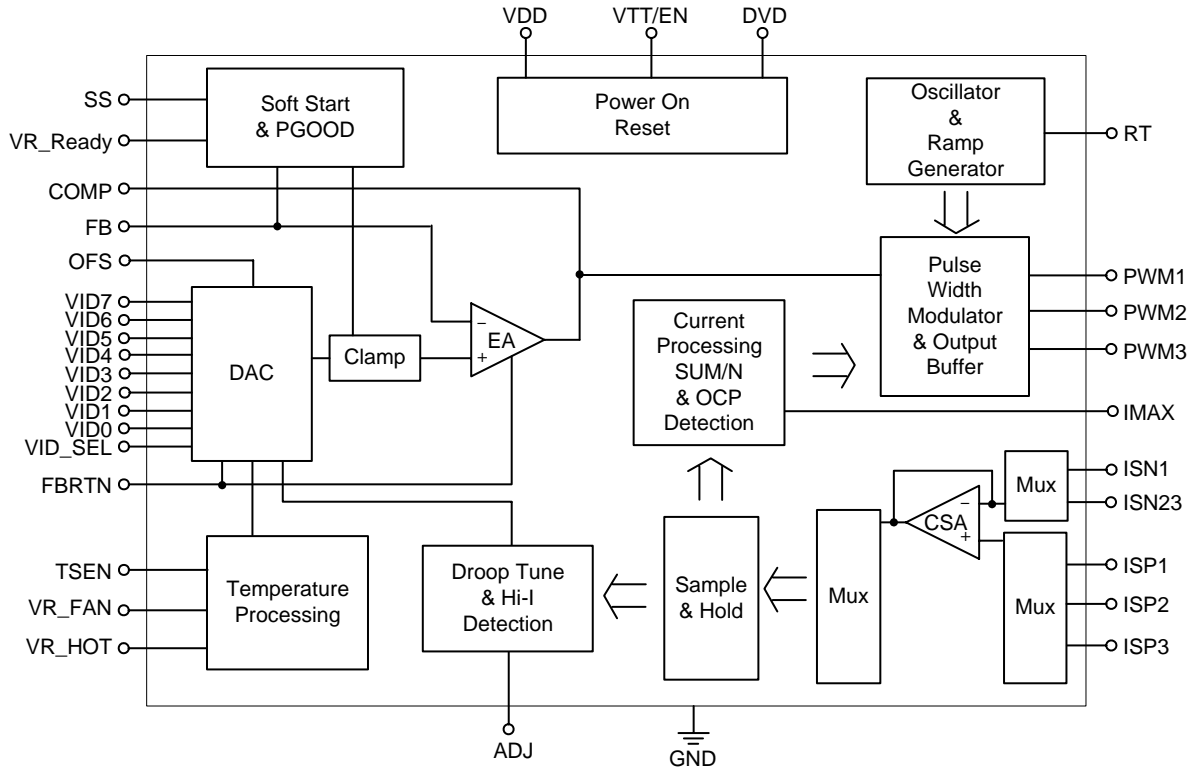 VDD
VTT/EN
DVD
SS
VR_Ready
COMP
FB
OFS
VID7
VID6
VID5
VID4
VID3
VID2
VID1
VID0
VID_SEL
FBRTN
TSEN
VR_FAN
VR_HOT
Soft Start
& PGOOD
Power On
Reset
Oscillator
&
Ramp
Generator
RT
DAC
Clamp
−
EA
+
Current
Processing
SUM/N
& OCP
Detection
Pulse
Width
Modulator
& Output
Buffer
PWM1
PWM2
PWM3
IMAX
ISN1
ISN23
Mux
−
CSA
+
Temperature
Processing
Droop Tune
& Hi-I
Detection
Sample
& Hold
Mux
Mux
ISP1
ISP2
ISP3
ADJ
GND